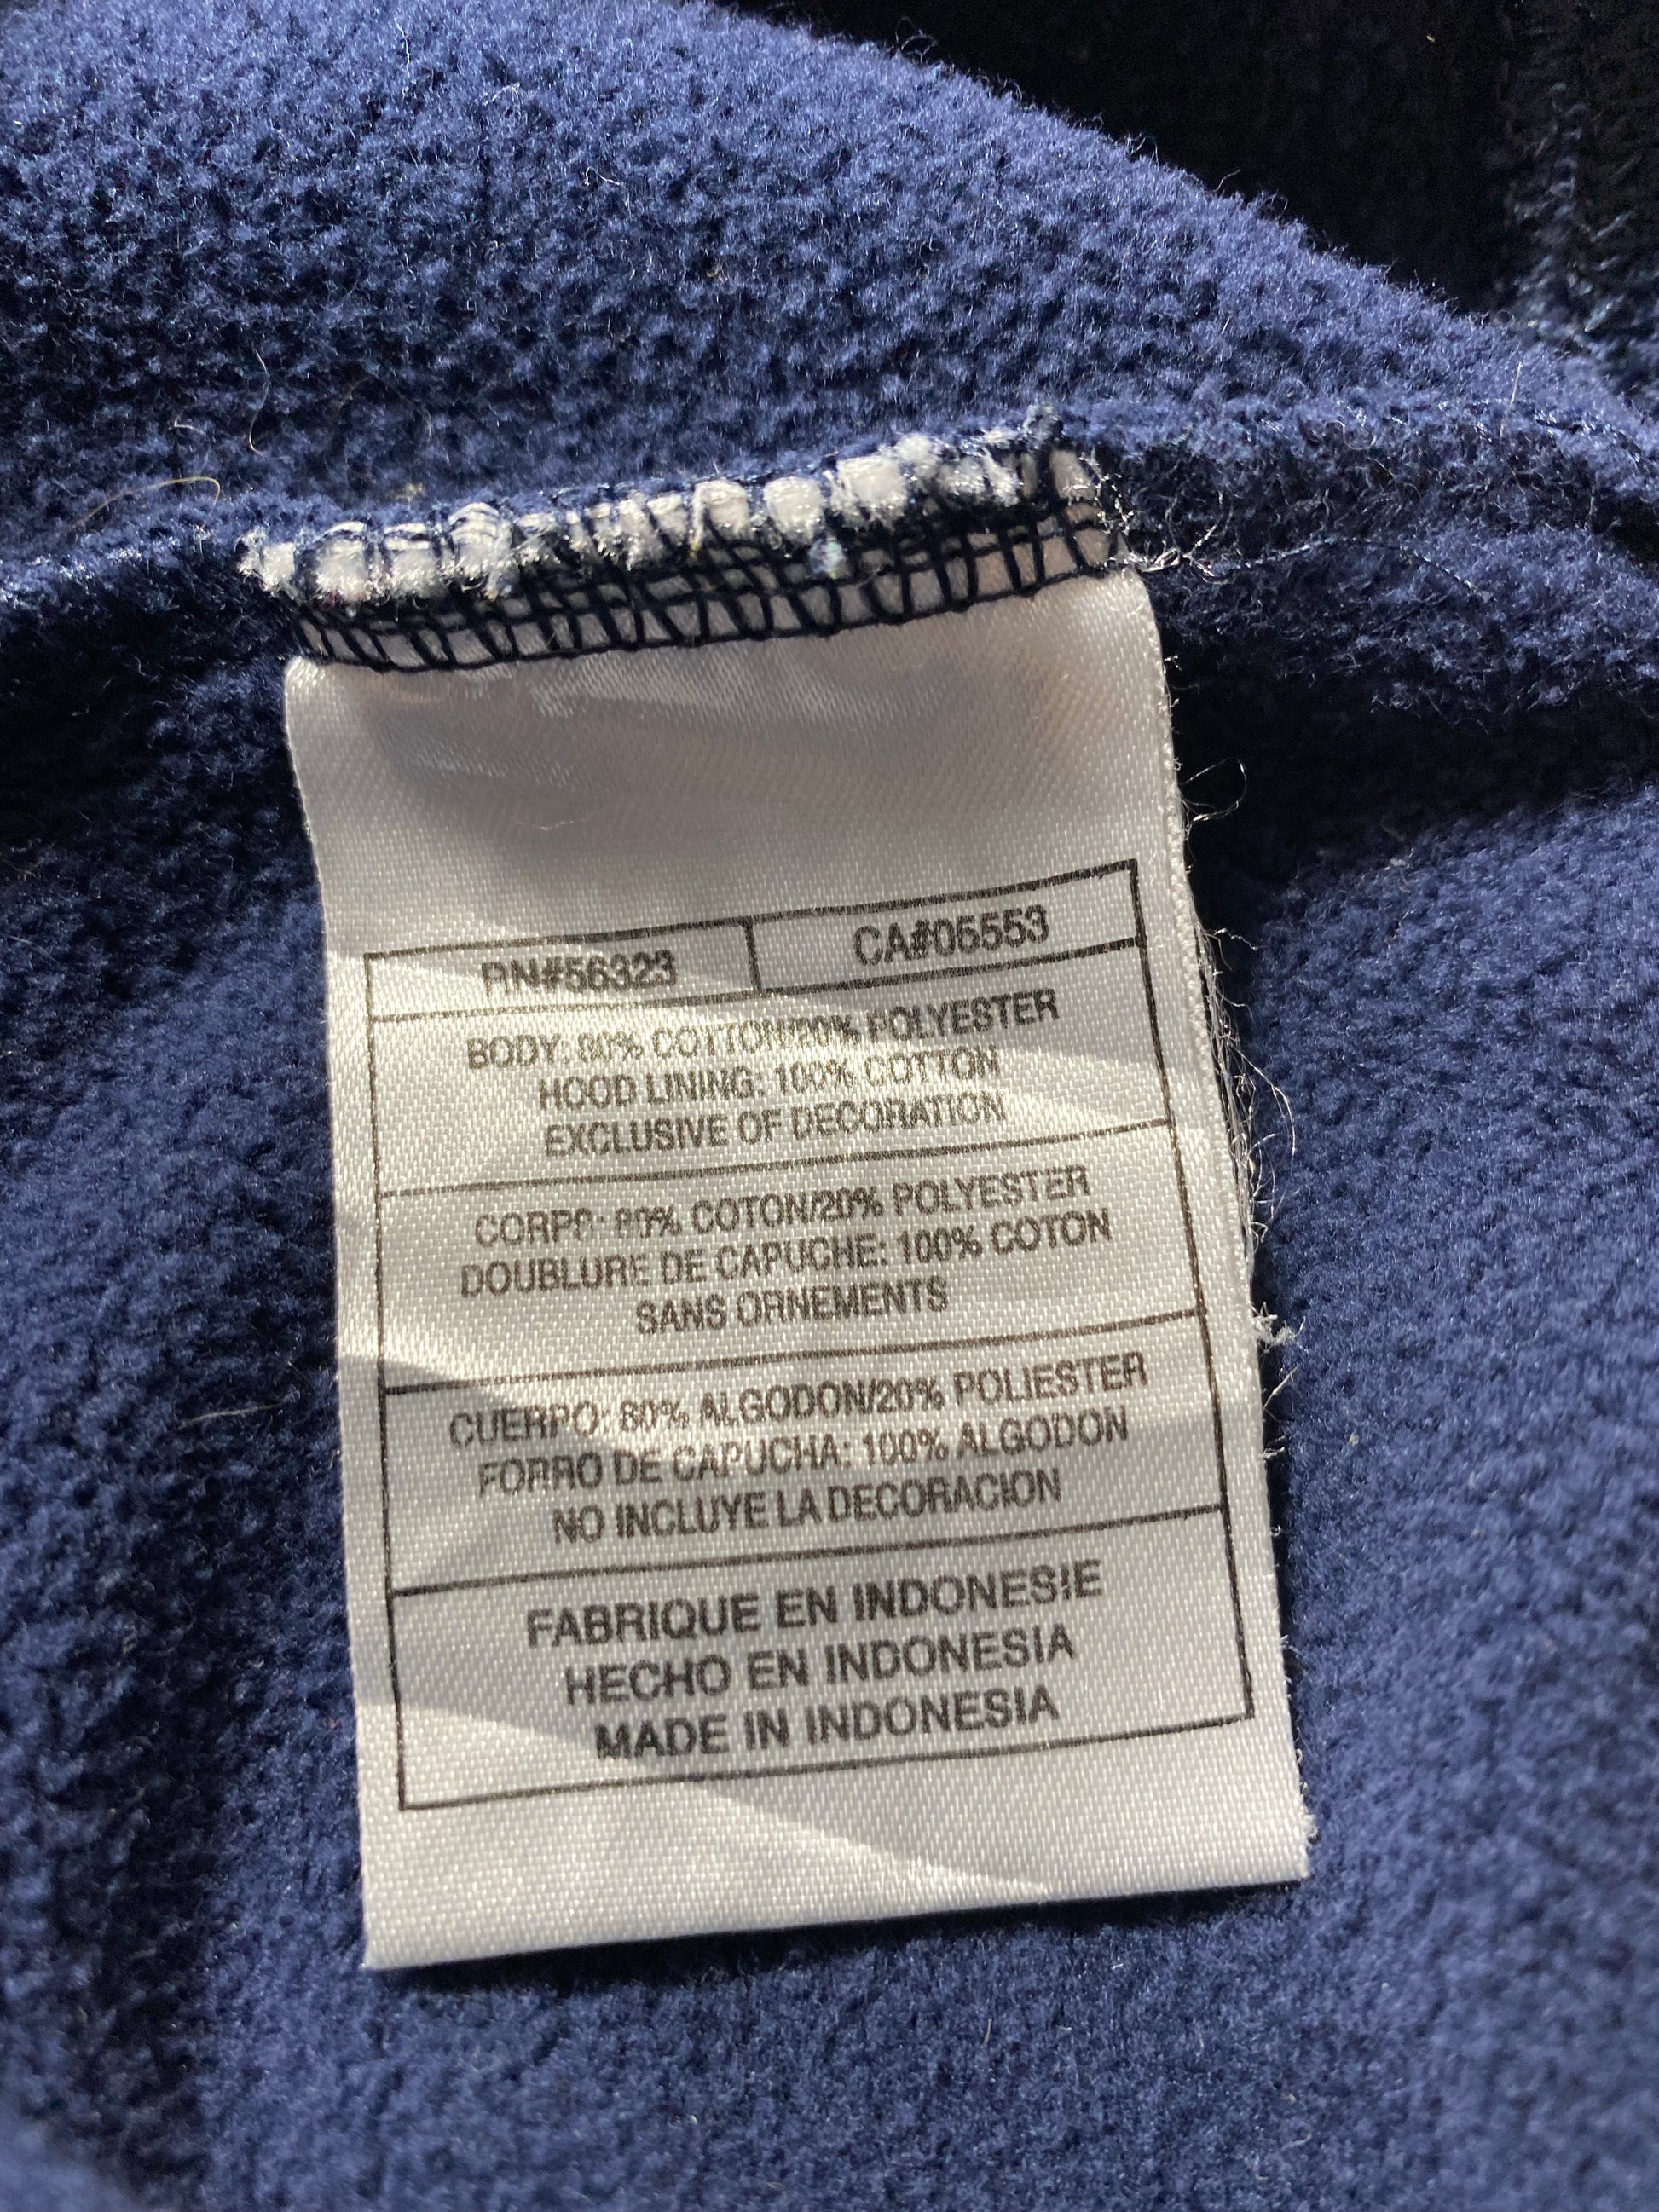 RN#56323
CA#05553
BODY: 80% COTTON/20% POLYESTER
HOOD LINING: 100% COTTON
EXCLUSIVE OF DECORATION
CORPS: 80% COTON/20% POLYESTER
DOUBLURE DE CAPUCHE: 100% COTON
SANS ORNEMENTS
CUERPO: 80% ALGODON/20% POLIESTER
FORRO DE CAPUCHA: 100% ALGODON
NO INCLUYE LA DECORACION
FABRIQUE EN INDONESIE
HECHO EN INDONESIA
MADE IN INDONESIA